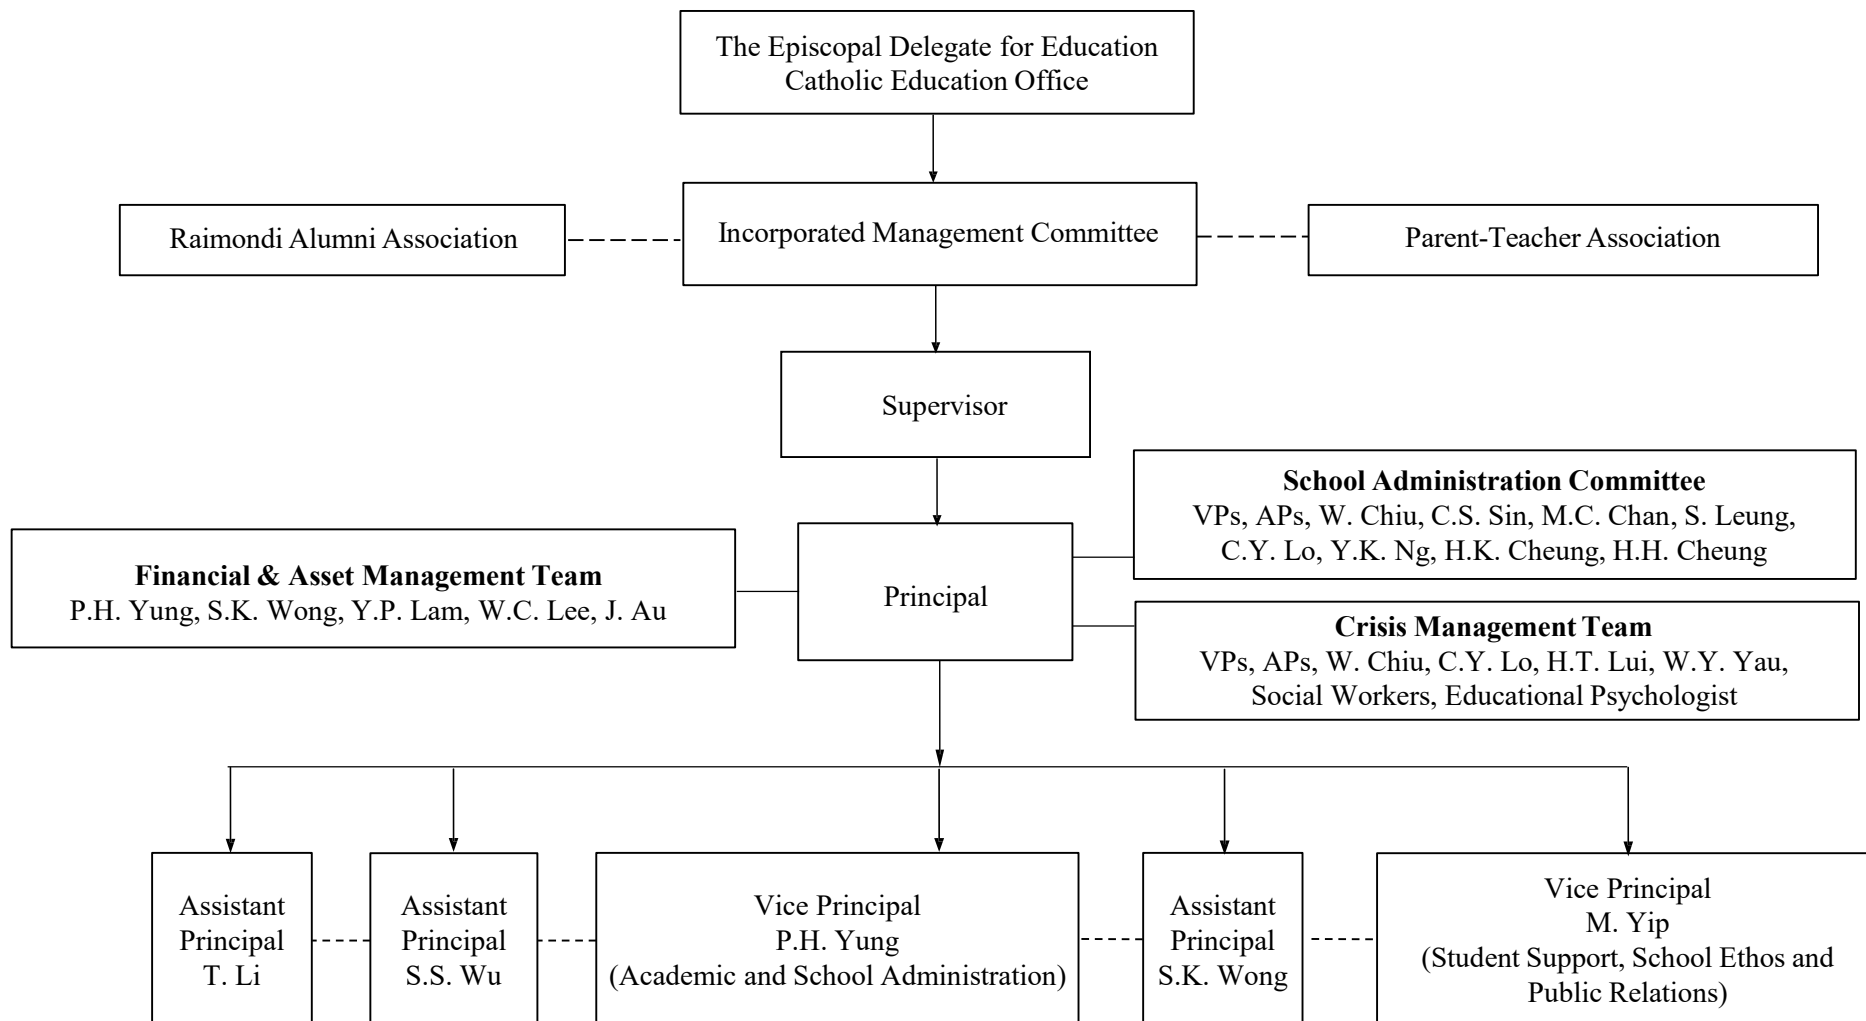 The Episcopal Delegate for Education
Catholic Education Office
Raimondi Alumni Association
Incorporated Management Committee
Parent-Teacher Association
Supervisor
School Administration Committee
VPs, APs, W. Chiu, C.S. Sin, M.C. Chan, S. Leung,
C.Y. Lo, Y.K. Ng, H.K. Cheung, H.H. Cheung
Financial & Asset Management Team
P.H. Yung, S.K. Wong, Y.P. Lam, W.C. Lee, J. Au
Principal
Crisis Management Team
VPs, APs, W. Chiu, C.Y. Lo, H.T. Lui, W.Y. Yau,
Social Workers, Educational Psychologist
Assistant
Principal
T. Li
Assistant
Principal
S.S. Wu
Vice Principal
P.H. Yung
(Academic and School Administration)
Assistant
Principal
S.K. Wong
Vice Principal
M. Yip
(Student Support, School Ethos and
Public Relations)